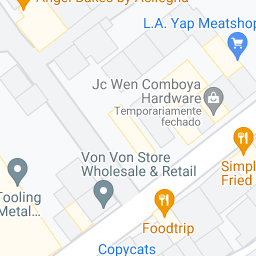 Angel Bakes by Achegna
L.A. Yap Meatshop
Jc Wen Comboya
Hardware
Temporariamente
fechado
Von Von Store
Wholesale & Retail
Simpl
Fried
Tooling
Metal...
Foodtrip
Copycats